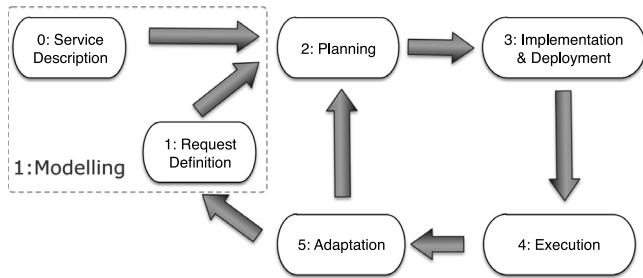 0: Service
Description
2: Planning
3: Implementation
& Deployment
1: Request
Definition
1:Modelling
5: Adaptation
4: Execution